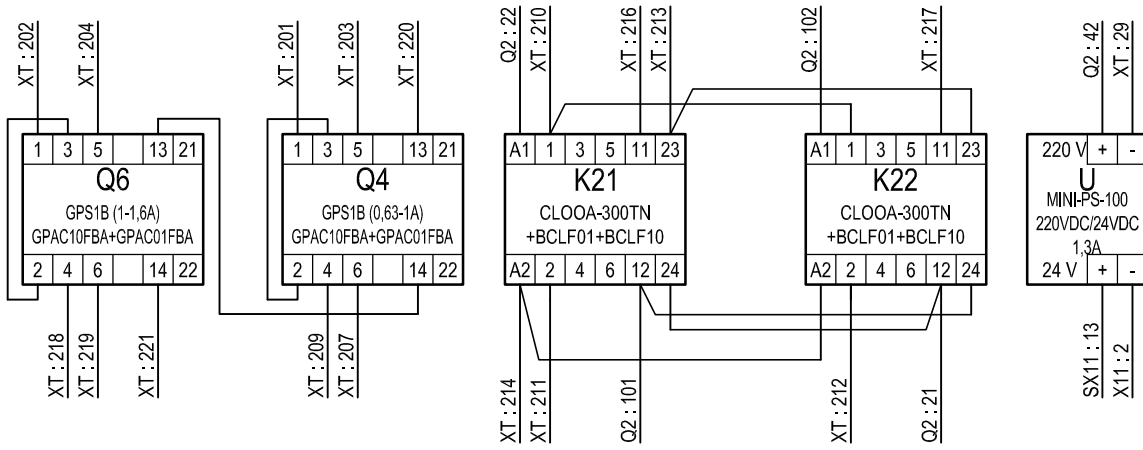 XT:202
XT:204
XT:201
XT:203
XT:220
Q2:22
XT:210
XT:216
XT:213
Q2:102
XT:217
Q2:42
XT:29
1 3 5 13 21
Q6
GPS1B (1-1,6A)
GPAC10FBA+GPAC01FBA
2 4 6 14 22
1 3 5 13 21
Q4
GPS1B (0,63-1A)
GPAC10FBA+GPAC01FBA
2 4 6 14 22
A1 1 3 5 11 23
K21
CLOOA-300TN
+BCLF01+BCLF10
A2 2 4 6 12 24
A1 1 3 5 11 23
K22
CLOOA-300TN
+BCLF01+BCLF10
A2 2 4 6 12 24
220 V + -
U
MINI-PS-100
220VDC/24VDC
1,3A
24 V + -
XT:218
XT:219
XT:221
XT:209
XT:207
XT:214
XT:211
Q2:101
XT:212
Q2:21
SX11:13
X11:2